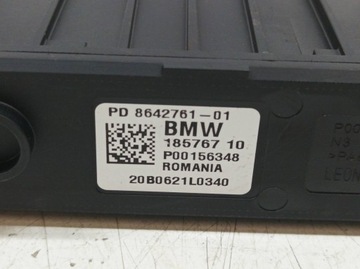 PD 8642761-01
BMW
185767 10
P00156348
ROMANIA
20B0621L0340